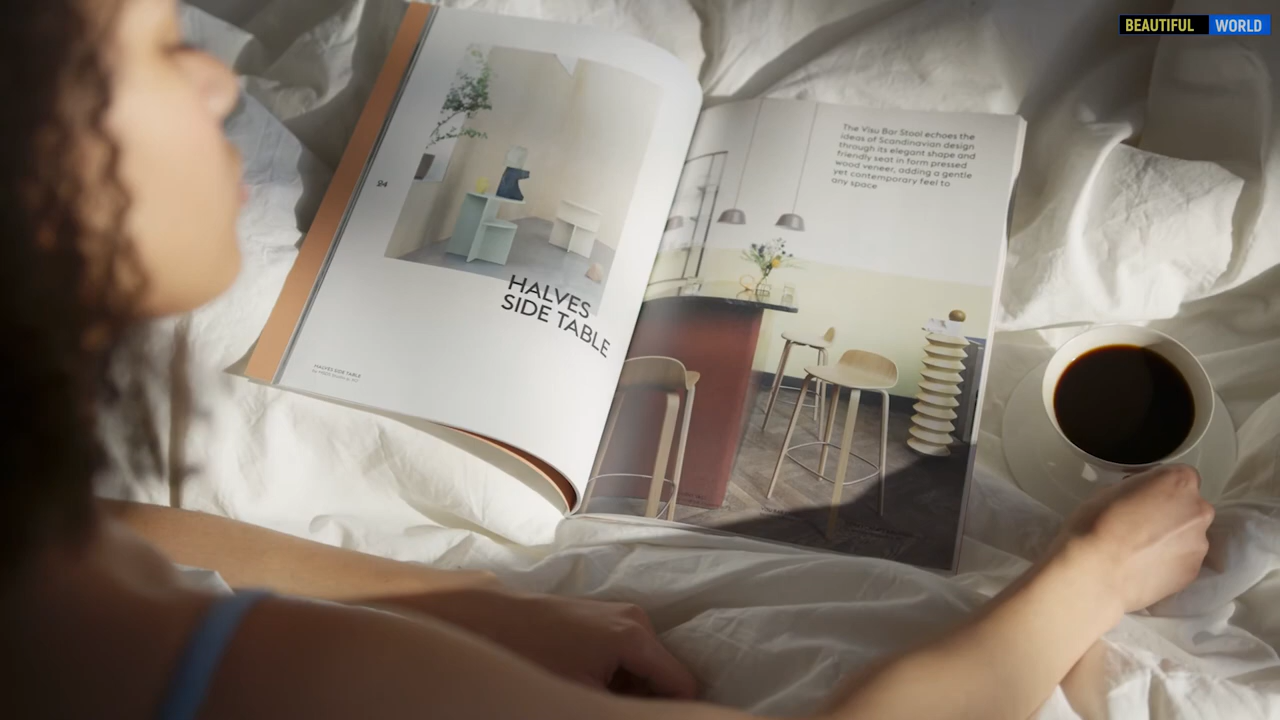 BEAUTIFUL WORLD
24
HALVES
SIDE TABLE
HALVES SIDE TABLE
The Visu Bar Stool echoes the
ideas of Scandinavian design
through its elegant shape and
friendly seat in form pressed
wood veneer, adding a gentle
yet contemporary feel to
any space